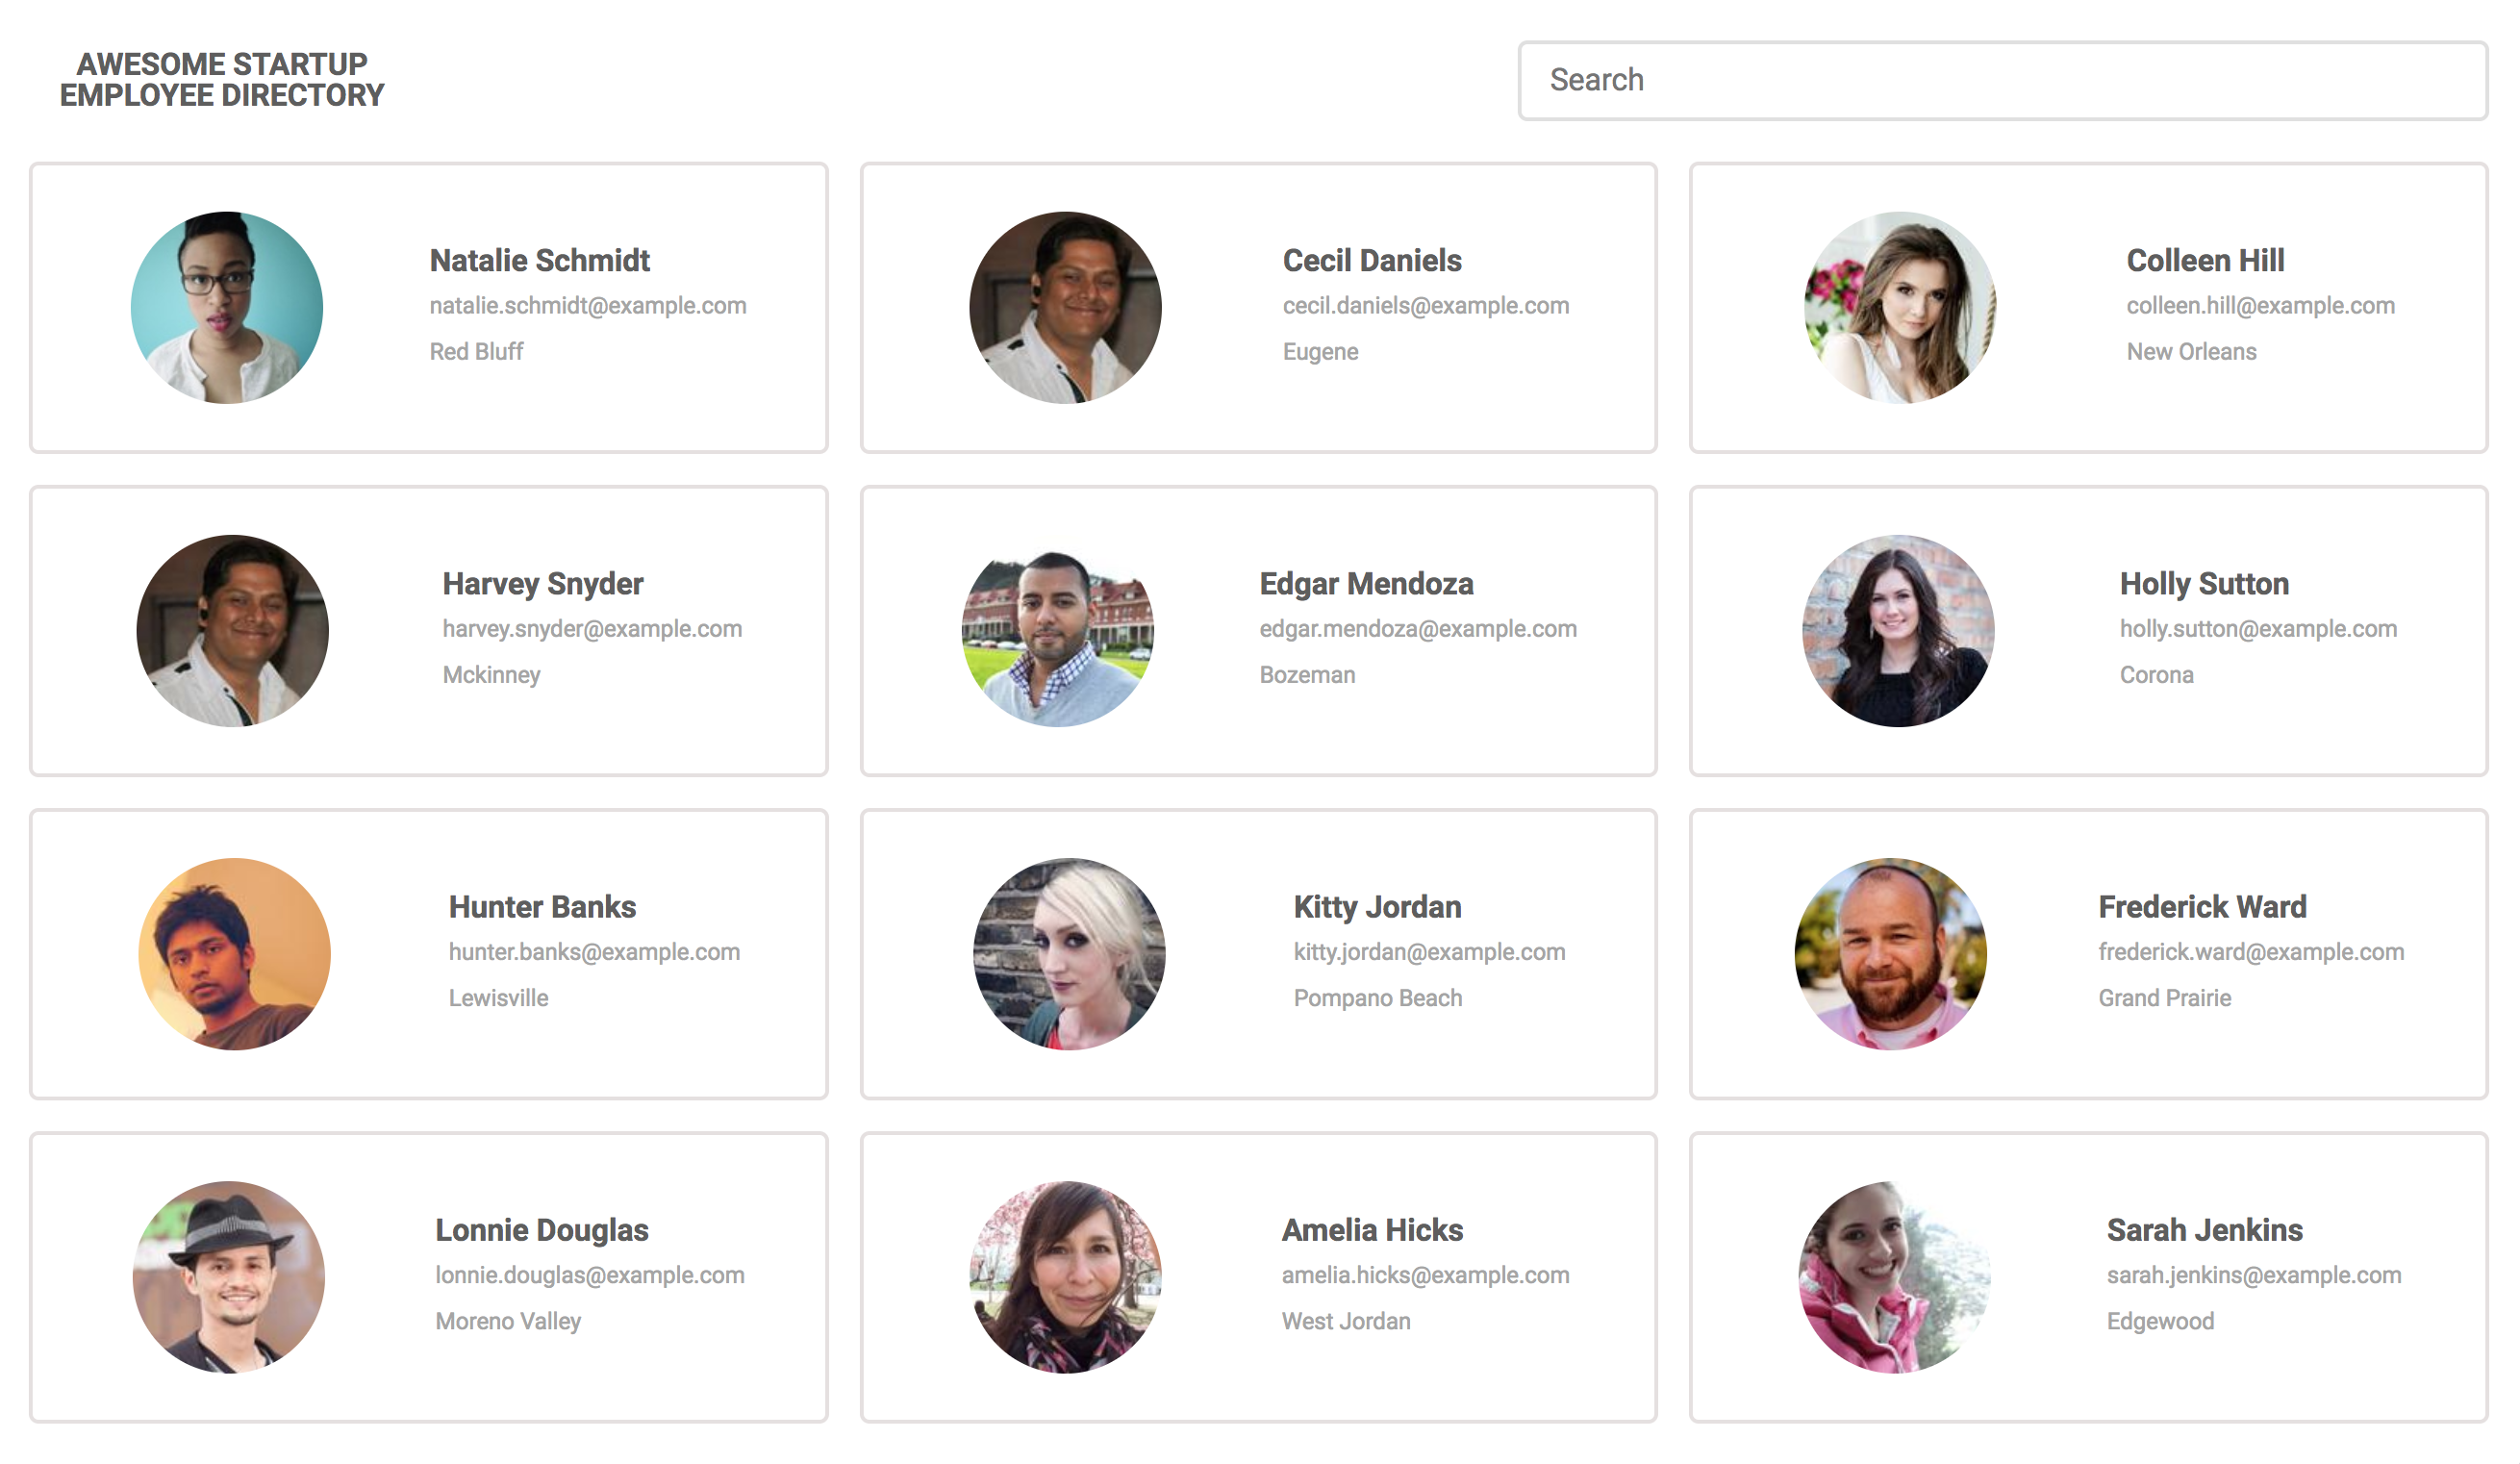 AWESOME STARTUP
EMPLOYEE DIRECTORY
Search
Natalie Schmidt
natalie.schmidt@example.com
Red Bluff
Cecil Daniels
cecil.daniels@example.com
Eugene
Colleen Hill
colleen.hill@example.com
New Orleans
Harvey Snyder
harvey.snyder@example.com
Mckinney
Edgar Mendoza
edgar.mendoza@example.com
Bozeman
Holly Sutton
holly.sutton@example.com
Corona
Hunter Banks
hunter.banks@example.com
Lewisville
Kitty Jordan
kitty.jordan@example.com
Pompano Beach
Frederick Ward
frederick.ward@example.com
Grand Prairie
Lonnie Douglas
lonnie.douglas@example.com
Moreno Valley
Amelia Hicks
amelia.hicks@example.com
West Jordan
Sarah Jenkins
sarah.jenkins@example.com
Edgewood